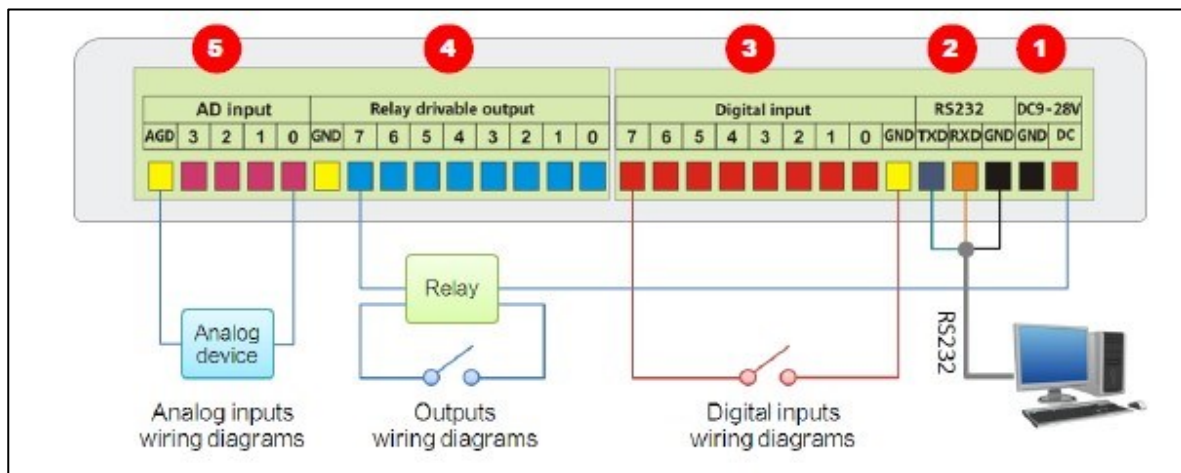 5 4 3 2 1
AD input Relay drivable output Digital input RS232 DC9-28V
AGD 3 2 1 0 GND 7 6 5 4 3 2 1 0 7 6 5 4 3 2 1 0 GND TXD RXD GND GND DC
Relay
Analog
device
RS232
Analog inputs
wiring diagrams
Outputs
wiring diagrams
Digital inputs
wiring diagrams